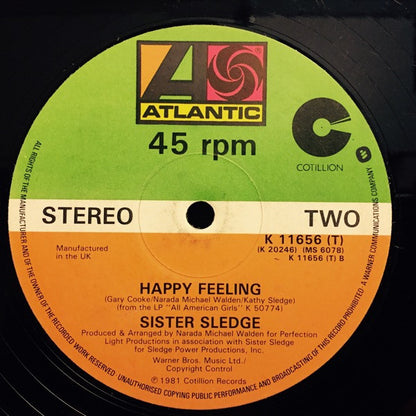 ATLANTIC
45 rpm
COTILLION
STEREO
TWO
Manufactured
in the UK
K 11656 (T)
(K 20246) (MS 6078)
K 11656 (T) B
HAPPY FEELING
(Gary Cooke/Narada Michael Walden/Kathy Sledge)
(from the LP "All American Girls" K 50774)
SISTER SLEDGE
Produced & Arranged by Narada Michael Walden for Perfection
Light Productions in association with Sister Sledge
for Sledge Power Productions, Inc.
Warner Bros. Music Ltd./
Copyright Control
℗ 1981 Cotillion Records
ALL RIGHTS OF THE MANUFACTURER AND OF THE OWNER OF THE RECORDED WORK RESERVED. UNAUTHORISED COPYING PUBLIC PERFORMANCE AND BROADCASTING OF THIS RECORD PROHIBITED. A WARNER COMMUNICATIONS COMPANY.